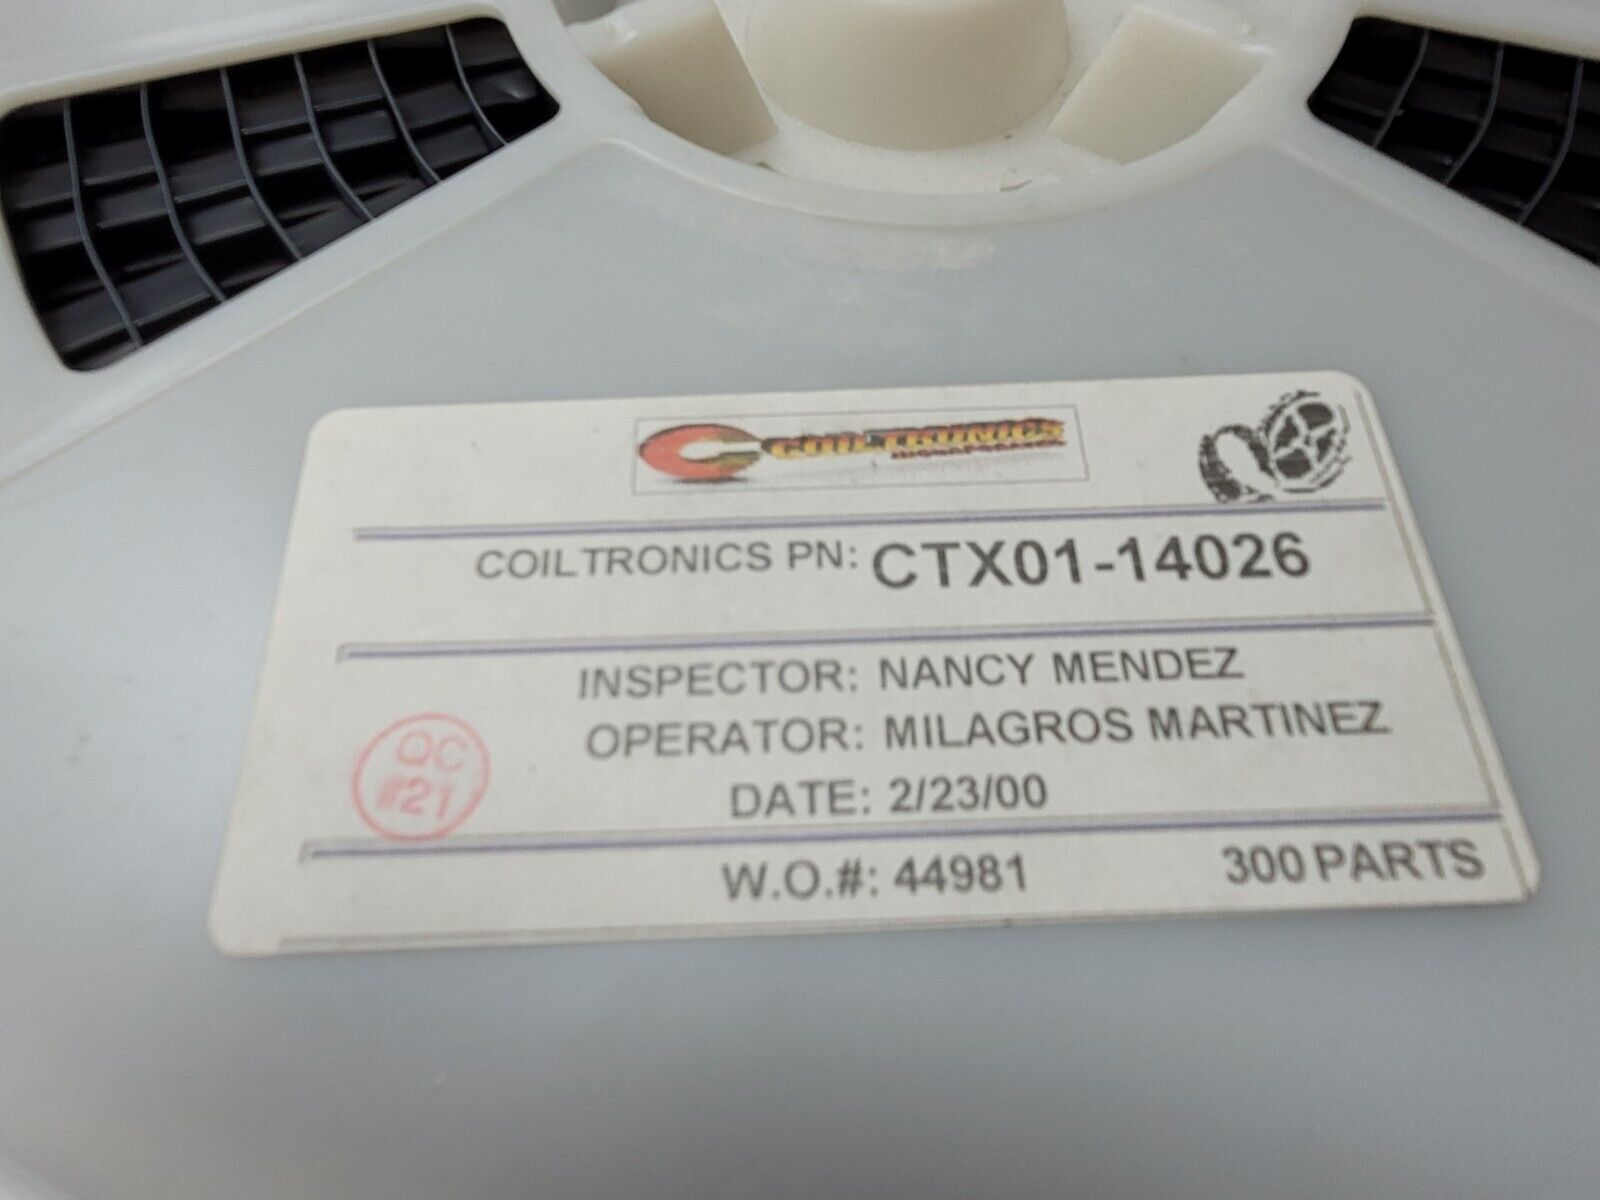 COILTRONICS
INCORPORATED
COILTRONICS PN: CTX01-14026
INSPECTOR: NANCY MENDEZ
OPERATOR: MILAGROS MARTINEZ
QC
#21
DATE: 2/23/00
W.O.#: 44981 300 PARTS